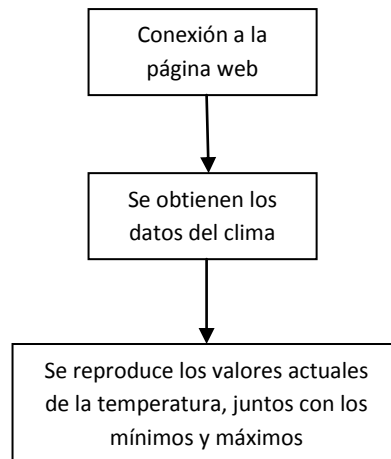 Conexión a la
página web
Se obtienen los
datos del clima
Se reproduce los valores actuales
de la temperatura, juntos con los
mínimos y máximos